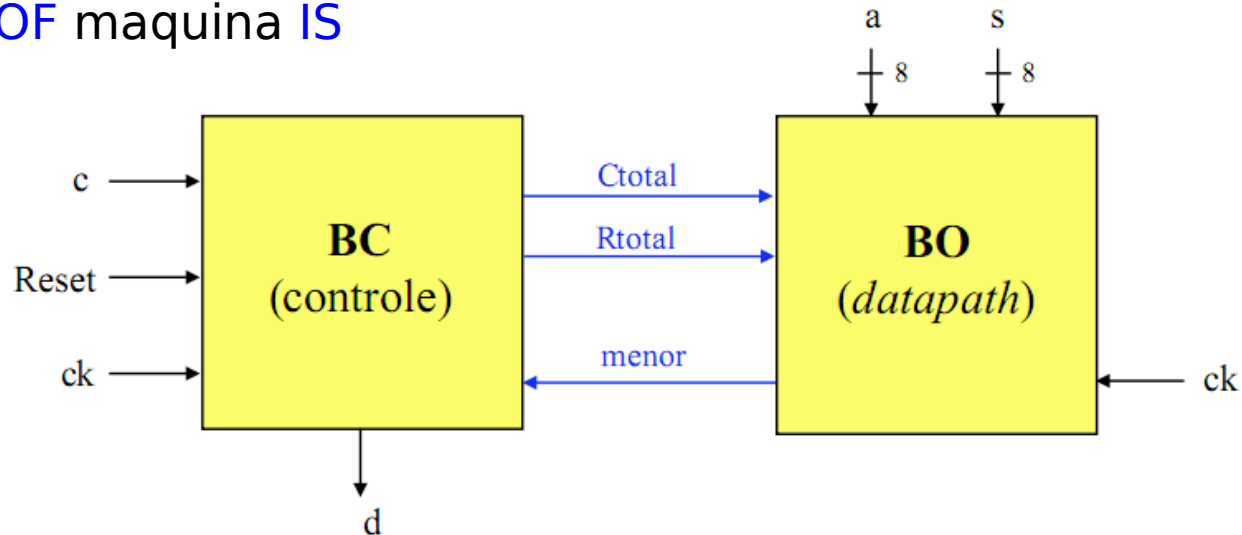 OF maquina IS
a
s
8
8
c
Reset
ck
BC
(controle)
Ctotal
Rtotal
menor
BO
(datapath)
ck
d